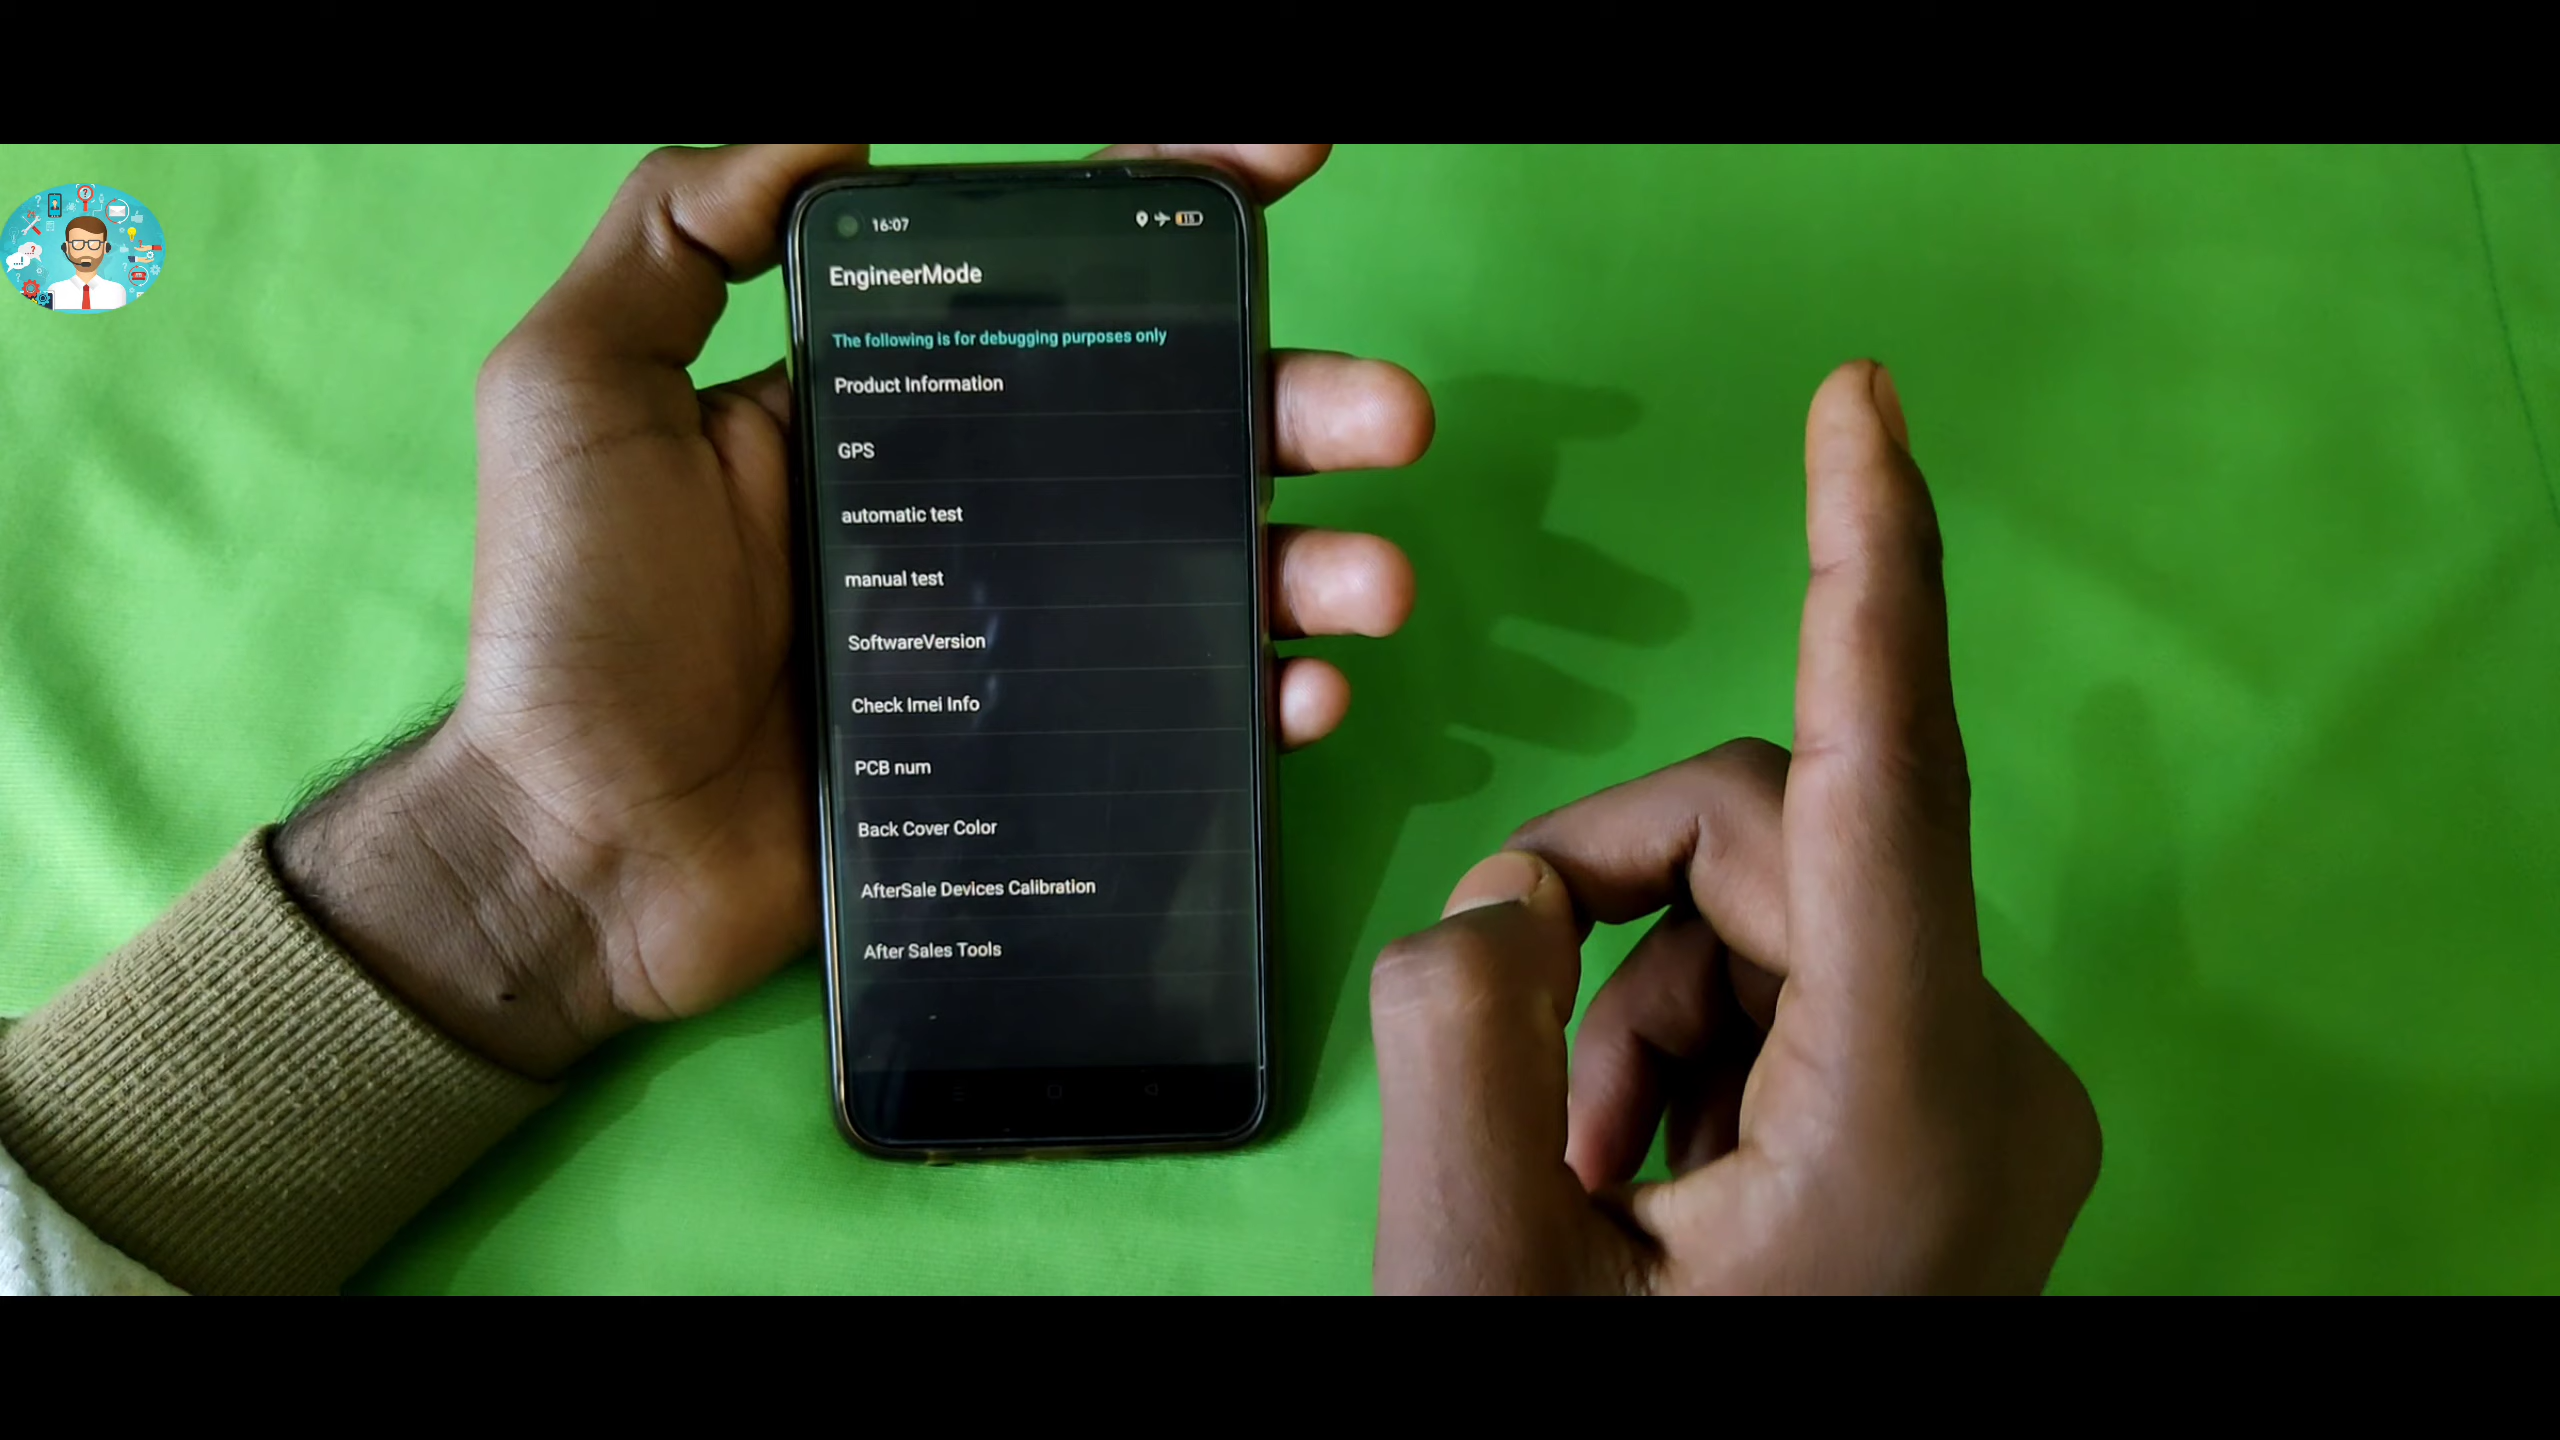 16:07
15
EngineerMode
The following is for debugging purposes only
Product Information
GPS
automatic test
manual test
SoftwareVersion
Check Imei Info
PCB num
Back Cover Color
AfterSale Devices Calibration
After Sales Tools